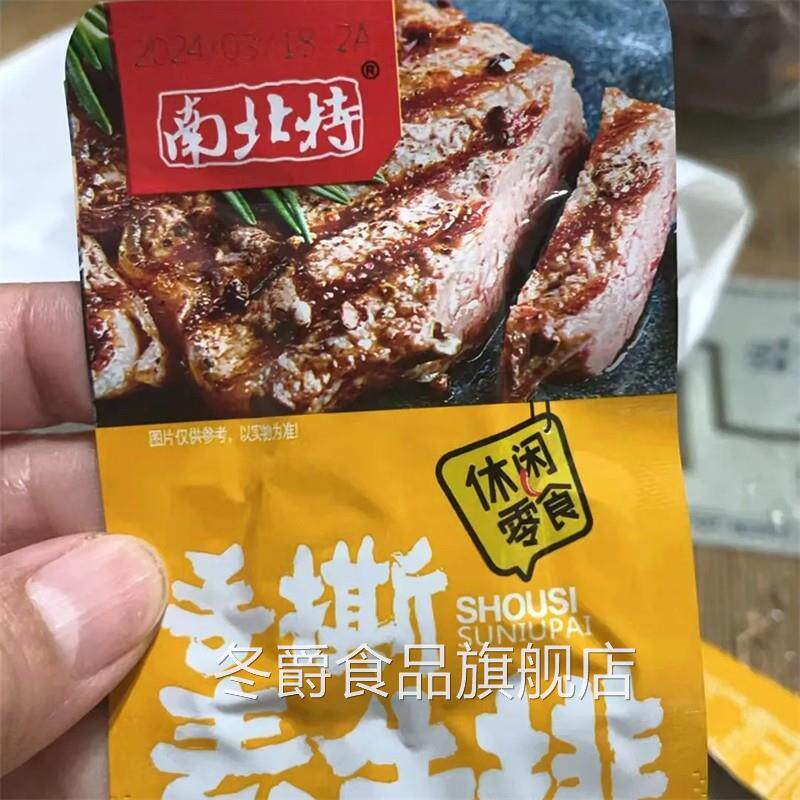 2024/03/18 2A
南北特®
图片仅供参考，以实物为准!
休闲
零食
手撕
SHOUSI
SUNIUPAI
冬爵食品旗舰店
素牛排